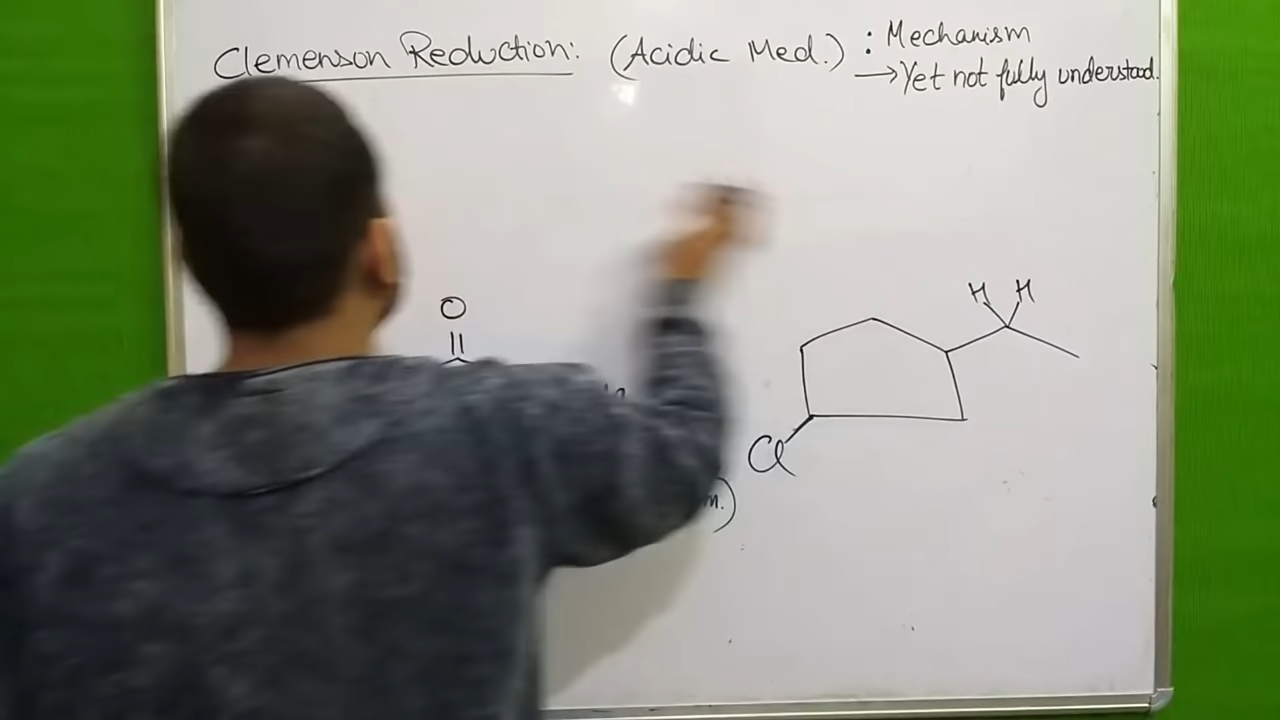 Clemenson Reduction: (Acidic Med.) : Mechanism
→ Yet not fully understood.
H H
O
Cl
m.)